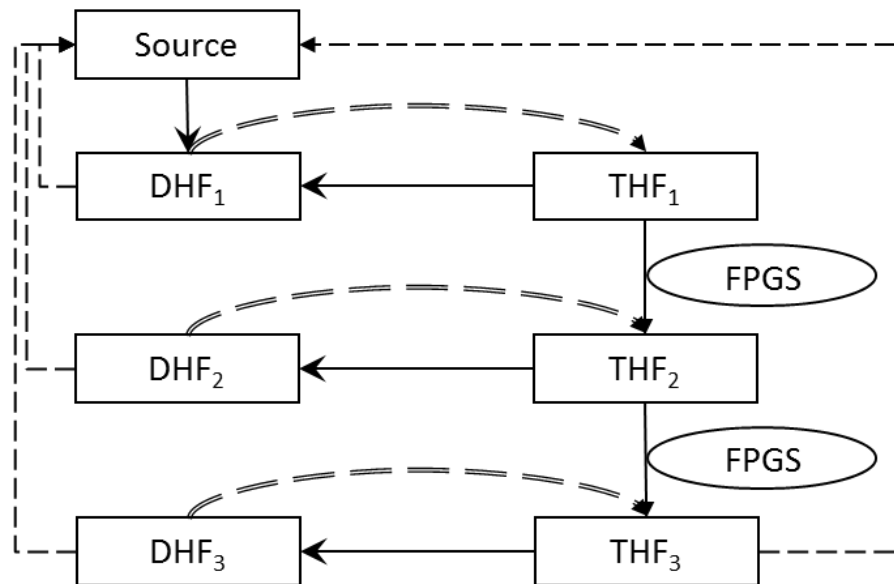 Source
DHF₁
THF₁
FPGS
DHF₂
THF₂
FPGS
DHF₃
THF₃